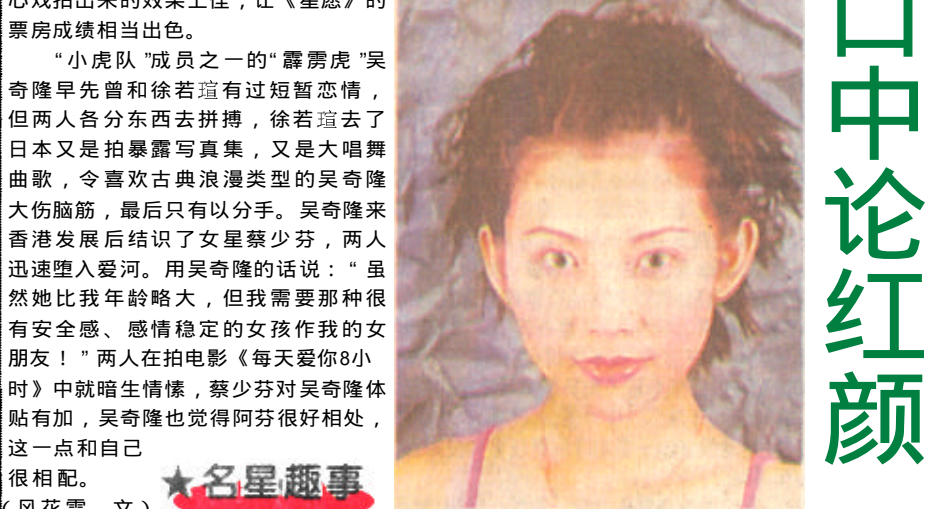 心戏拍出来的效果上佳，让《星愿》的
票房成绩相当出色。
“小虎队”成员之一的“霹雳虎”吴
奇隆早先曾和徐若瑄有过短暂恋情，
但两人各分东西去拼搏，徐若瑄去了
日本又是拍暴露写真集，又是大唱舞
曲歌，令喜欢古典浪漫类型的吴奇隆
大伤脑筋，最后只有以分手。吴奇隆来
香港发展后结识了女星蔡少芬，两人
迅速堕入爱河。用吴奇隆的话说：“虽
然她比我年龄略大，但我需要那种很
有安全感、感情稳定的女孩作我的女
朋友！”两人在拍电影《每天爱你8小
时》中就暗生情愫，蔡少芬对吴奇隆体
贴有加，吴奇隆也觉得阿芬很好相处，
这一点和自己
很相配。
（风花雪 文）
★名星趣事
口中论红颜